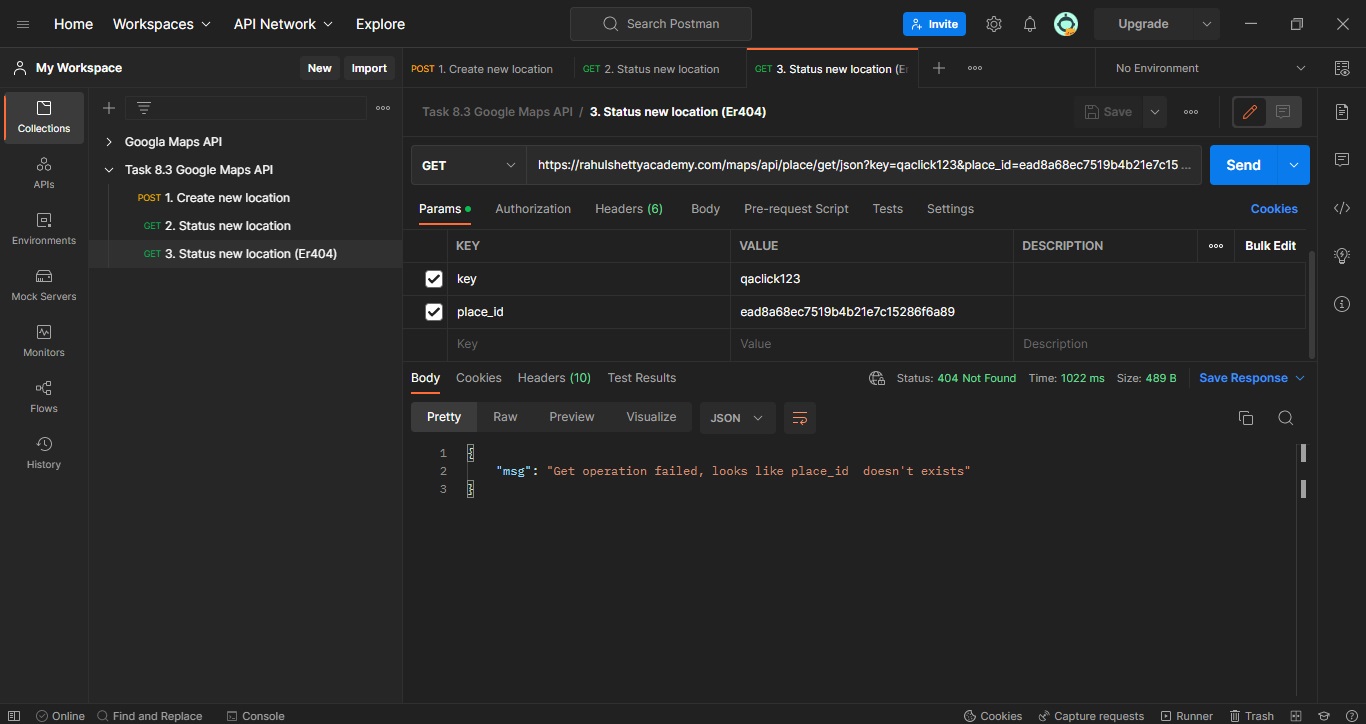 Home Workspaces API Network Explore Search Postman Invite Upgrade
My Workspace New Import POST 1. Create new location GET 2. Status new location GET 3. Status new location (Er No Environment
Collections
APIs
Environments
Mock Servers
Monitors
Flows
History
Googla Maps API
Task 8.3 Google Maps API
POST 1. Create new location
GET 2. Status new location
GET 3. Status new location (Er404)
Task 8.3 Google Maps API / 3. Status new location (Er404) Save
GET https://rahulshettyacademy.com/maps/api/place/get/json?key=qaclick123&place_id=ead8a68ec7519b4b21e7c15 ... Send
Params Authorization Headers (6) Body Pre-request Script Tests Settings Cookies
KEY VALUE DESCRIPTION Bulk Edit
key qaclick123
place_id ead8a68ec7519b4b21e7c15286f6a89
Key Value Description
Body Cookies Headers (10) Test Results Status: 404 Not Found Time: 1022 ms Size: 489 B Save Response
Pretty Raw Preview Visualize JSON
1 {
2 "msg": "Get operation failed, looks like place_id  doesn't exists"
3 }
Online Find and Replace Console Cookies Capture requests Runner Trash